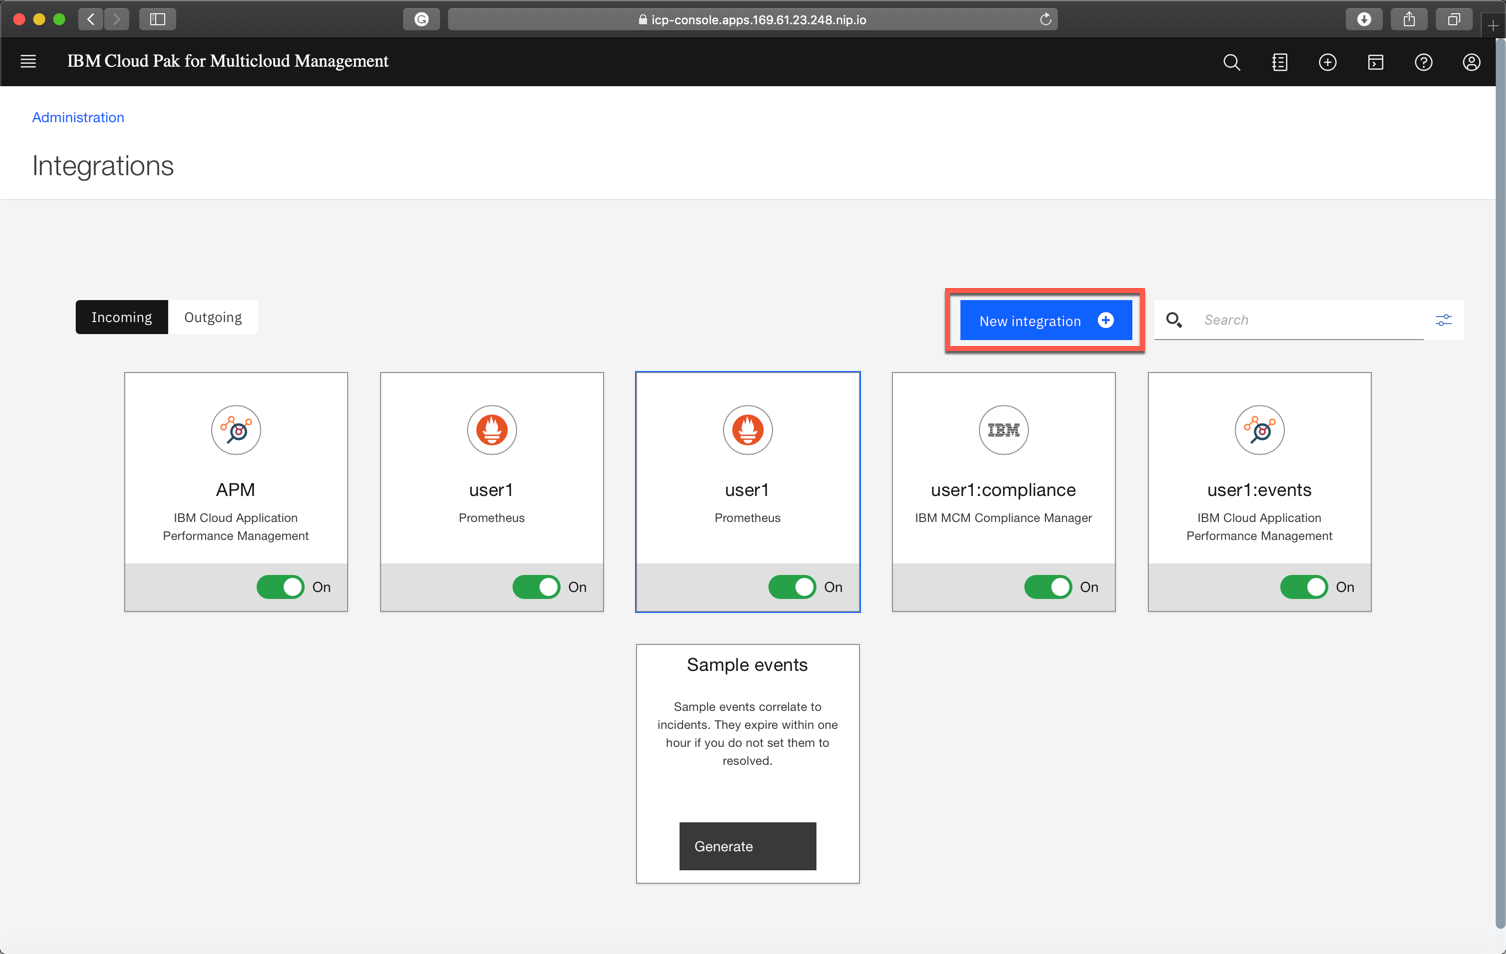 icp-console.apps.169.61.23.248.nip.io
IBM Cloud Pak for Multicloud Management
Administration
Integrations
Incoming
Outgoing
New integration
Search
APM
IBM Cloud Application
Performance Management
On
user1
Prometheus
On
user1
Prometheus
On
IBM
user1:compliance
IBM MCM Compliance Manager
On
user1:events
IBM Cloud Application
Performance Management
On
Sample events
Sample events correlate to
incidents. They expire within one
hour if you do not set them to
resolved.
Generate